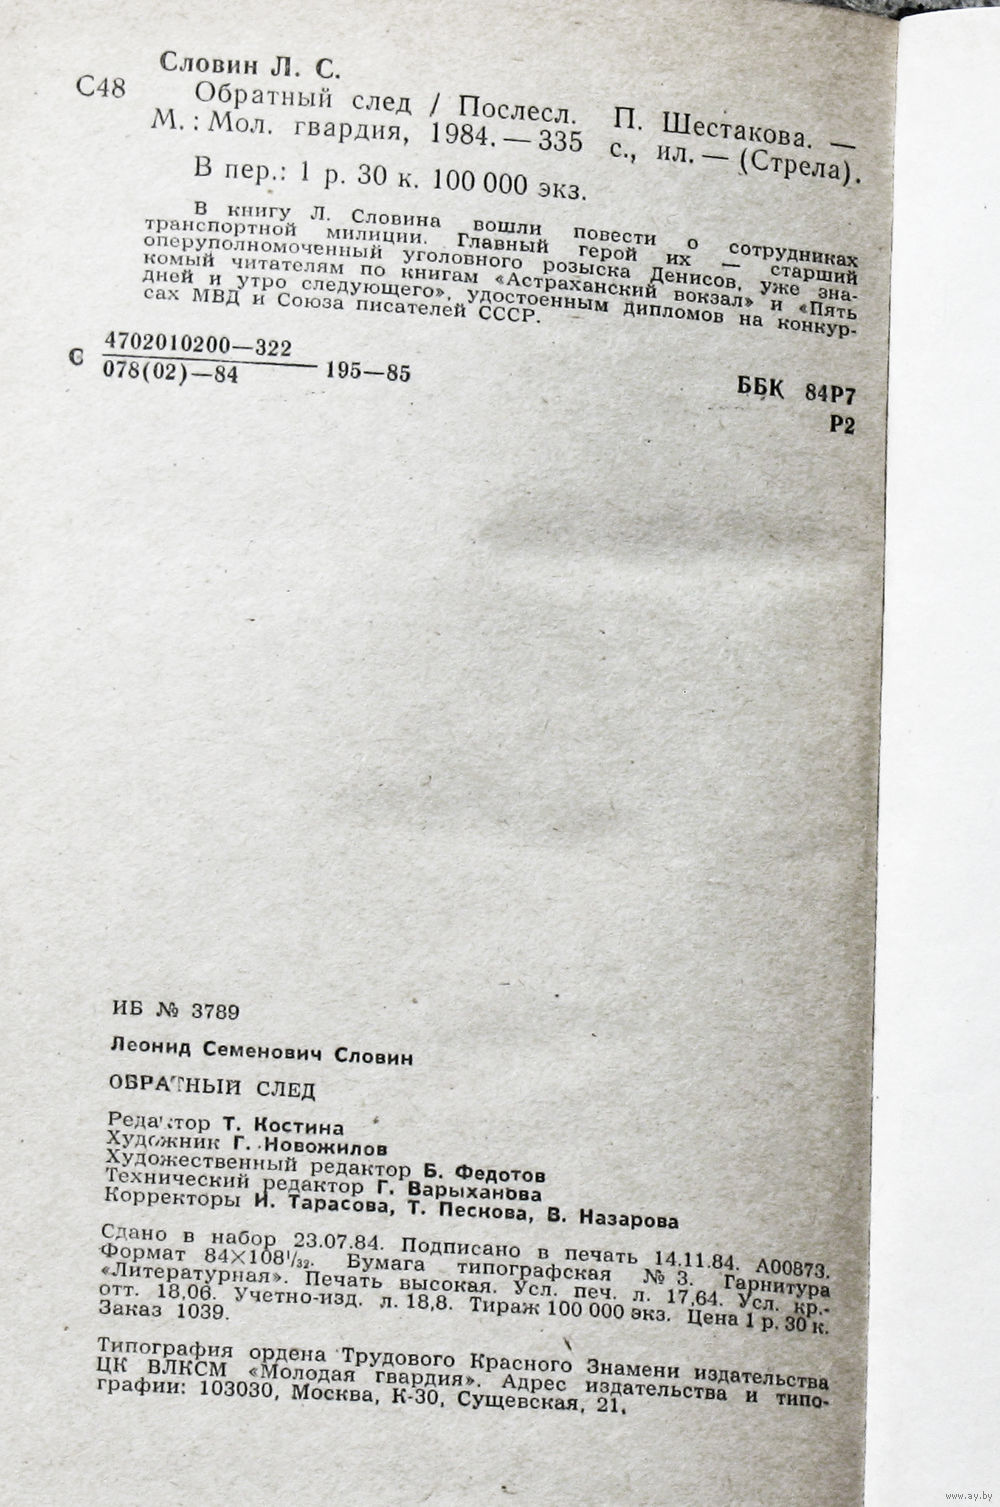 Словин Л. С.
С48
Обратный след / Послесл. П. Шестакова. —
М. : Мол. гвардия, 1984. — 335 с., ил. — (Стрела).
В пер.: 1 р. 30 к. 100 000 экз.
В книгу Л. Словина вошли повести о сотрудниках
транспортной милиции. Главный герой их — старший
оперуполномоченный уголовного розыска Денисов, уже зна-
комый читателям по книгам «Астраханский вокзал» и «Пять
дней и утро следующего», удостоенным дипломов на конкур-
сах МВД и Союза писателей СССР.
С 4702010200—322
078(02)—84 195—85
ББК 84Р7
Р2
ИБ № 3789
Леонид Семенович Словин
ОБРАТНЫЙ СЛЕД
Редактор Т. Костина
Художник Г. Новожилов
Художественный редактор Б. Федотов
Технический редактор Г. Варыханова
Корректоры И. Тарасова, Т. Пескова, В. Назарова
Сдано в набор 23.07.84. Подписано в печать 14.11.84. А00873.
Формат 84×108¹/₃₂. Бумага типографская № 3. Гарнитура
«Литературная». Печать высокая. Усл. печ. л. 17,64. Усл. кр.-
отт. 18,06. Учетно-изд. л. 18,8. Тираж 100 000 экз. Цена 1 р. 30 к.
Заказ 1039.
Типография ордена Трудового Красного Знамени издательства
ЦК ВЛКСМ «Молодая гвардия». Адрес издательства и типо-
графии: 103030, Москва, К-30, Сущевская, 21.
www.ay.by